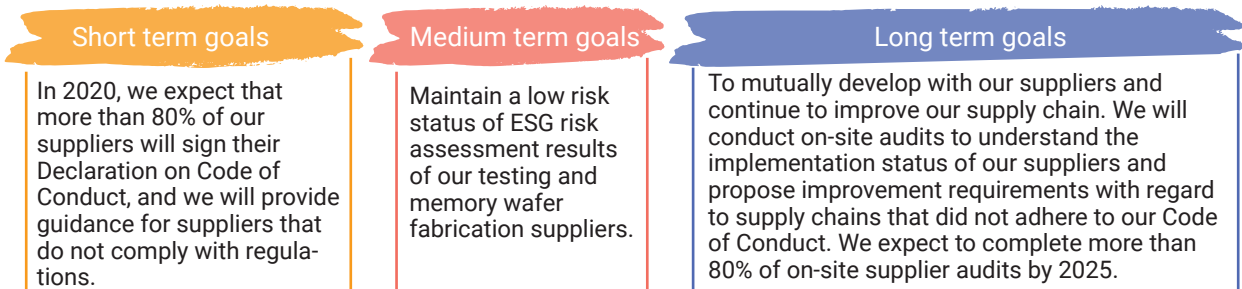 Short term goals
In 2020, we expect that
more than 80% of our
suppliers will sign their
Declaration on Code of
Conduct, and we will provide
guidance for suppliers that
do not comply with regula-
tions.
Medium term goals
Maintain a low risk
status of ESG risk
assessment results
of our testing and
memory wafer
fabrication suppliers.
Long term goals
To mutually develop with our suppliers and
continue to improve our supply chain. We will
conduct on-site audits to understand the
implementation status of our suppliers and
propose improvement requirements with regard
to supply chains that did not adhere to our Code
of Conduct. We expect to complete more than
80% of on-site supplier audits by 2025.